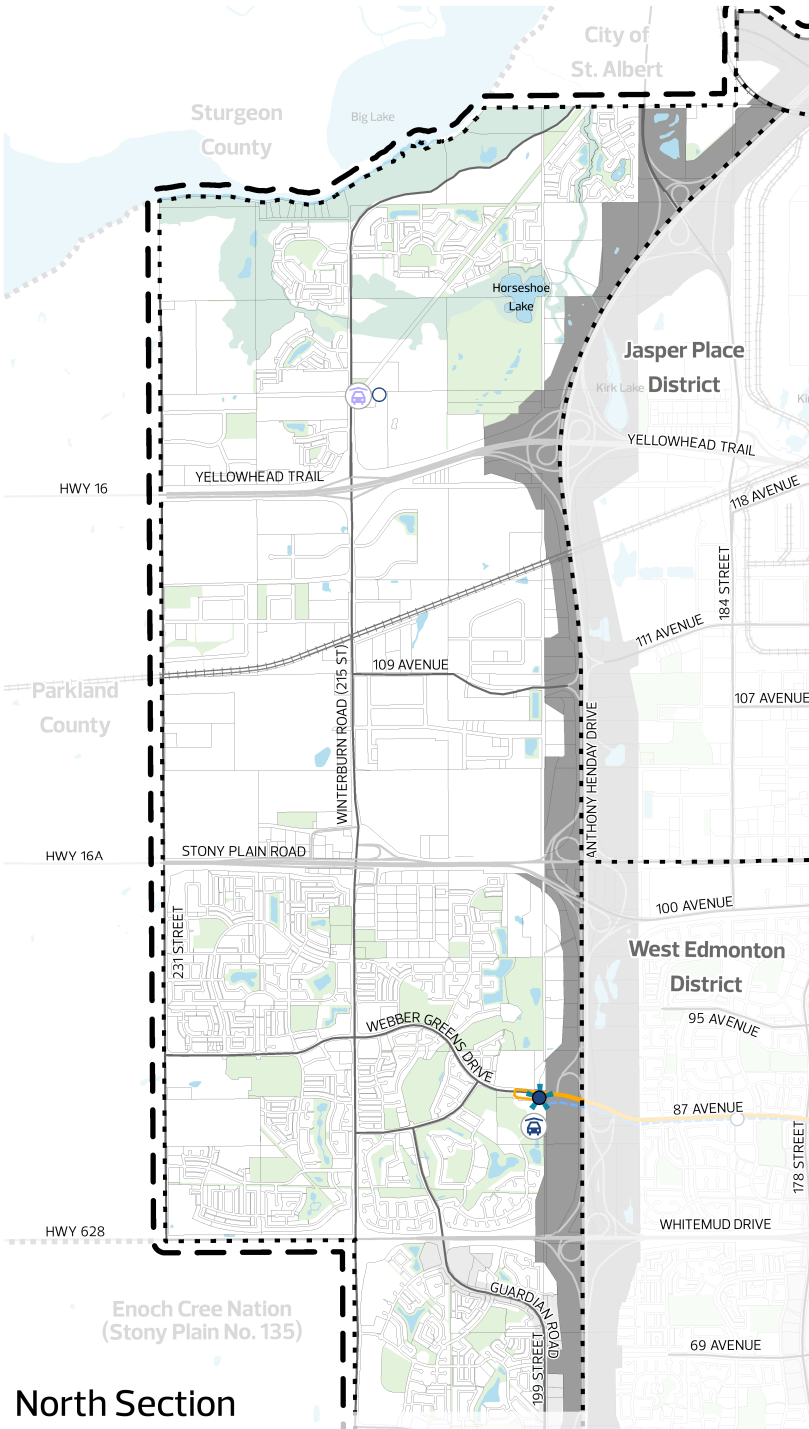 City of
St. Albert
Sturgeon
County
Big Lake
Horseshoe
Lake
Jasper Place
District
Kirk Lake
YELLOWHEAD TRAIL
YELLOWHEAD TRAIL
HWY 16
118 AVENUE
184 STREET
111 AVENUE
109 AVENUE
WINTERBURN ROAD (215 ST)
Parkland
County
107 AVENUE
ANTHONY HENDAY DRIVE
STONY PLAIN ROAD
HWY 16A
100 AVENUE
231 STREET
West Edmonton
District
95 AVENUE
WEBBER GREENS DRIVE
87 AVENUE
178 STREET
HWY 628
WHITEMUD DRIVE
Enoch Cree Nation
(Stony Plain No. 135)
GUARDIAN ROAD
199 STREET
69 AVENUE
North Section